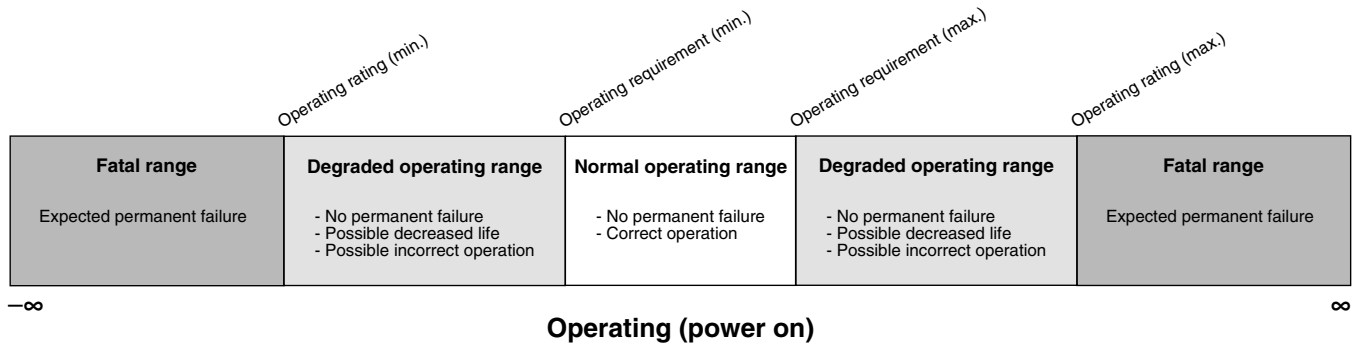 Operating rating (min.)
Operating requirement (min.)
Operating requirement (max.)
Operating rating (max.)
Fatal range
Expected permanent failure
Degraded operating range
- No permanent failure
- Possible decreased life
- Possible incorrect operation
Normal operating range
- No permanent failure
- Correct operation
Degraded operating range
- No permanent failure
- Possible decreased life
- Possible incorrect operation
Fatal range
Expected permanent failure
–∞
∞
Operating (power on)